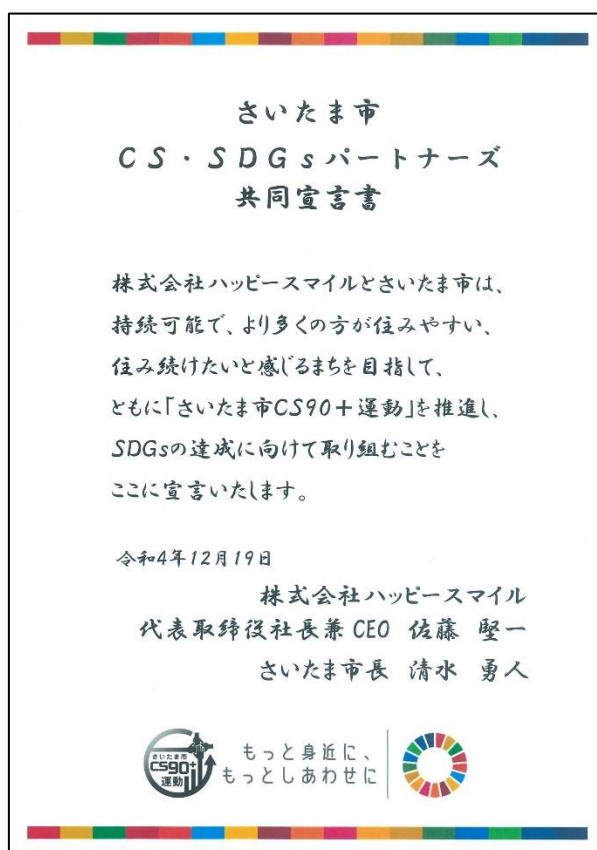 さいたま市
CS・SDGsパートナーズ
共同宣言書
株式会社ハッピースマイルとさいたま市は、
持続可能で、より多くの方が住みやすい、
住み続けたいと感じるまちを目指して、
ともに「さいたま市CS90＋運動」を推進し、
SDGsの達成に向けて取り組むことを
ここに宣言いたします。
令和4年12月19日
株式会社ハッピースマイル
代表取締役社長兼CEO 佐藤 堅一
さいたま市長 清水 勇人
さいたま市
CS90+
運動
もっと身近に、
もっとしあわせに